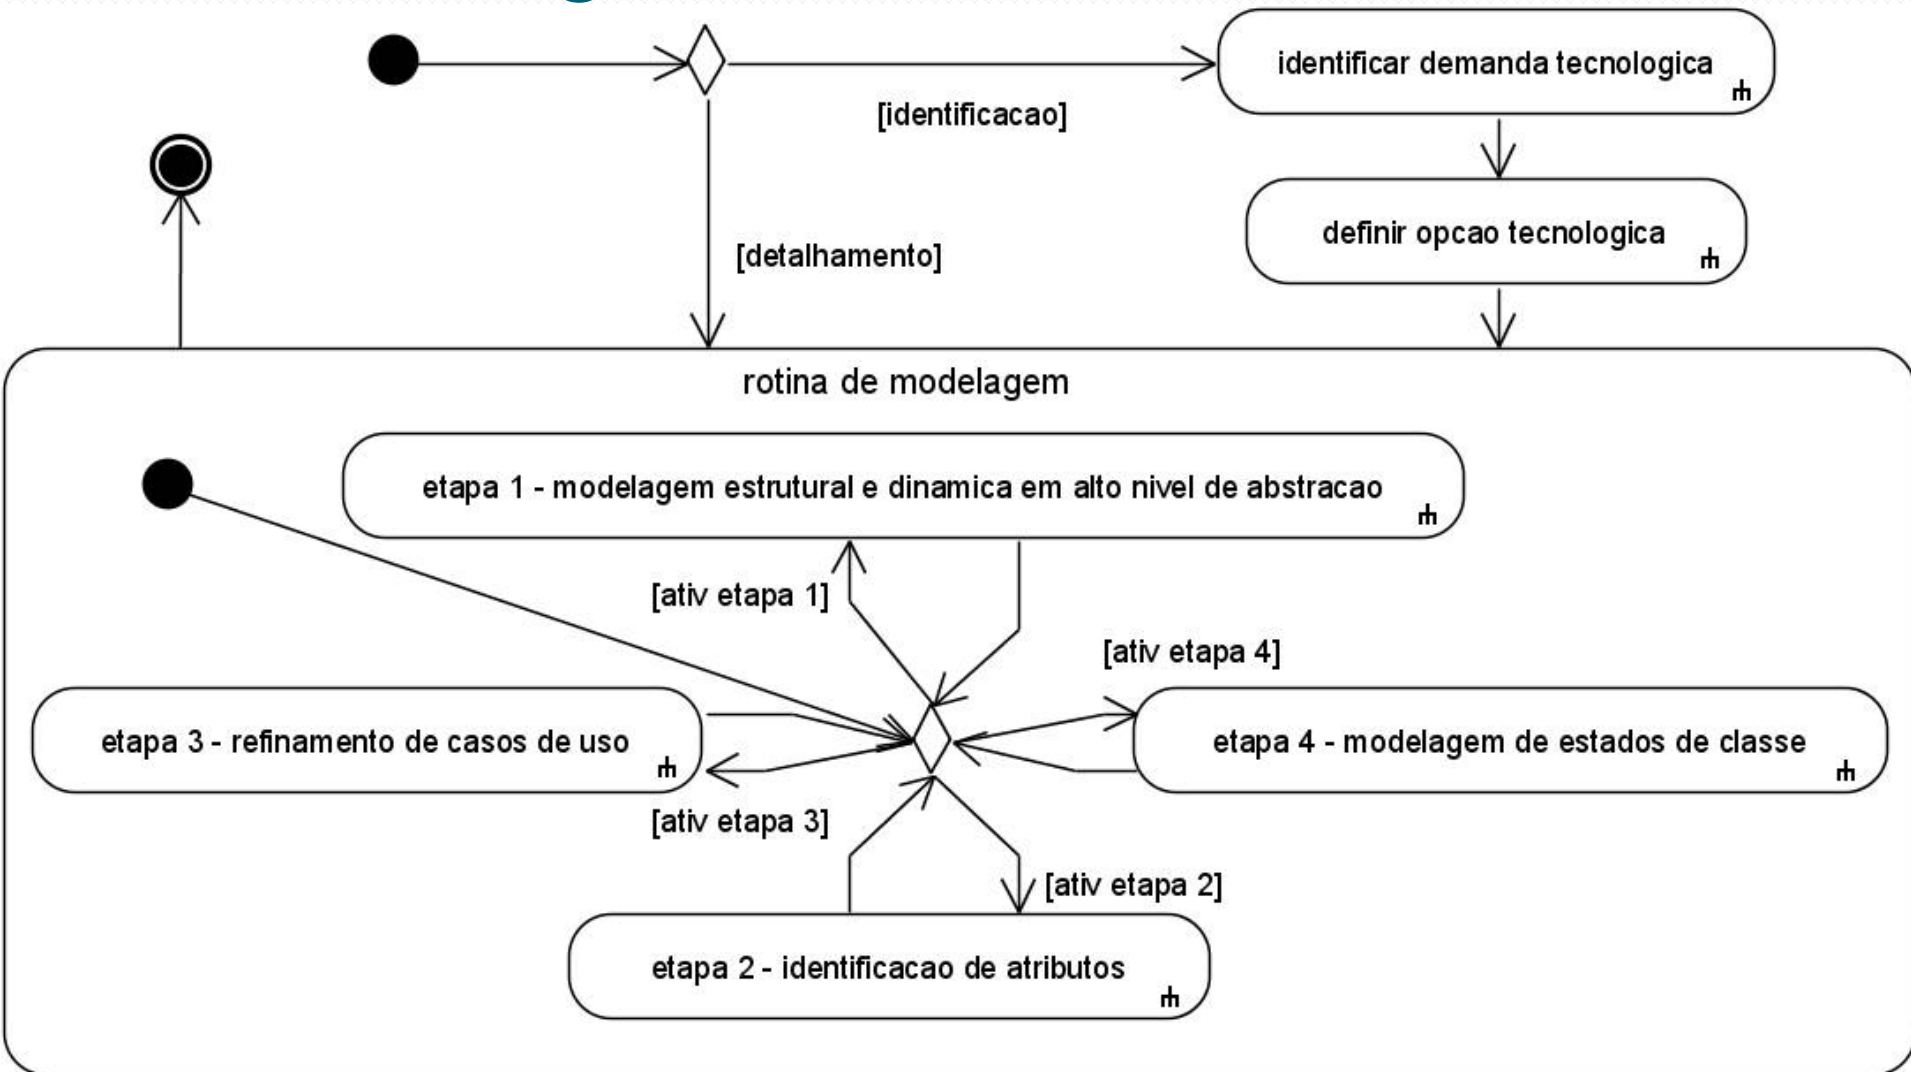 identificar demanda tecnologica
[identificacao]
definir opcao tecnologica
[detalhamento]
rotina de modelagem
etapa 1 - modelagem estrutural e dinamica em alto nivel de abstracao
[ativ etapa 1]
[ativ etapa 4]
etapa 3 - refinamento de casos de uso
etapa 4 - modelagem de estados de classe
[ativ etapa 3]
[ativ etapa 2]
etapa 2 - identificacao de atributos